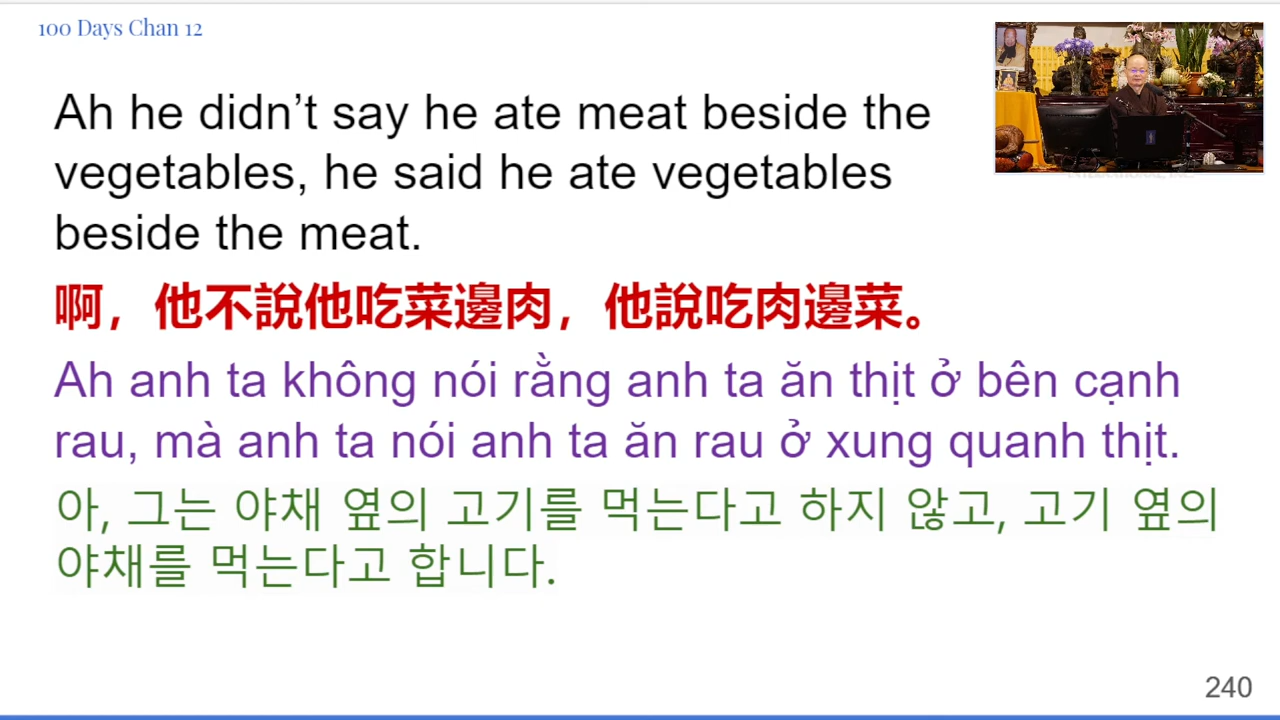 100 Days Chan 12
Ah he didn’t say he ate meat beside the
vegetables, he said he ate vegetables
beside the meat.
啊，他不說他吃菜邊肉，他說吃肉邊菜。
Ah anh ta không nói rằng anh ta ăn thịt ở bên cạnh
rau, mà anh ta nói anh ta ăn rau ở xung quanh thịt.
아, 그는 야채 옆의 고기를 먹는다고 하지 않고, 고기 옆의
야채를 먹는다고 합니다.
240